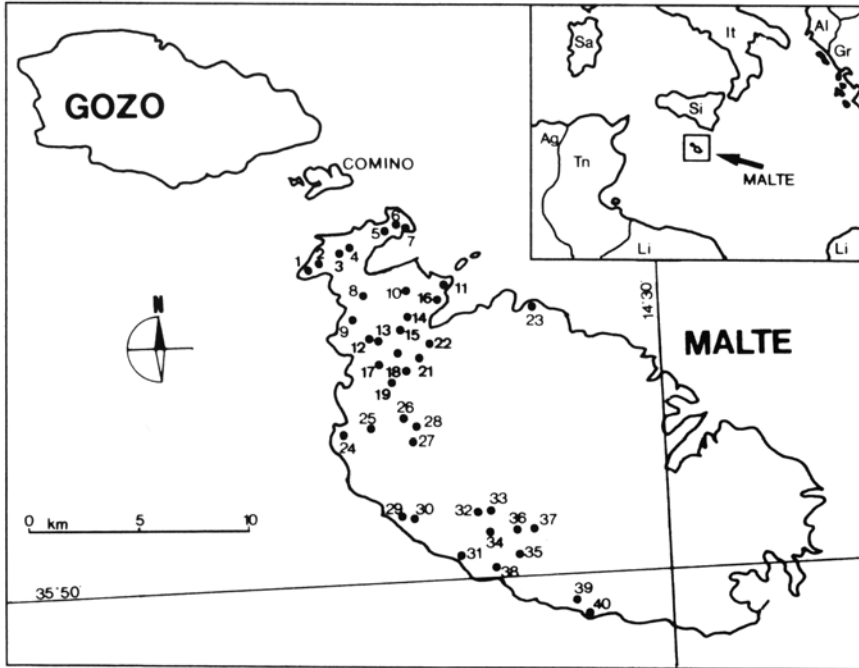 GOZO
COMINO
Sa
It
Al
Gr
Si
Ag
Tn
MALTE
Li
Li
6
5
7
1
2
3
4
11
8
10
16
23
14°30'
9
14
13
15
12
22
MALTE
N
17
18
21
19
26
25
28
24
27
0
5
10
km
29
30
32
33
36
37
34
31
35
38
35°50'
39
40